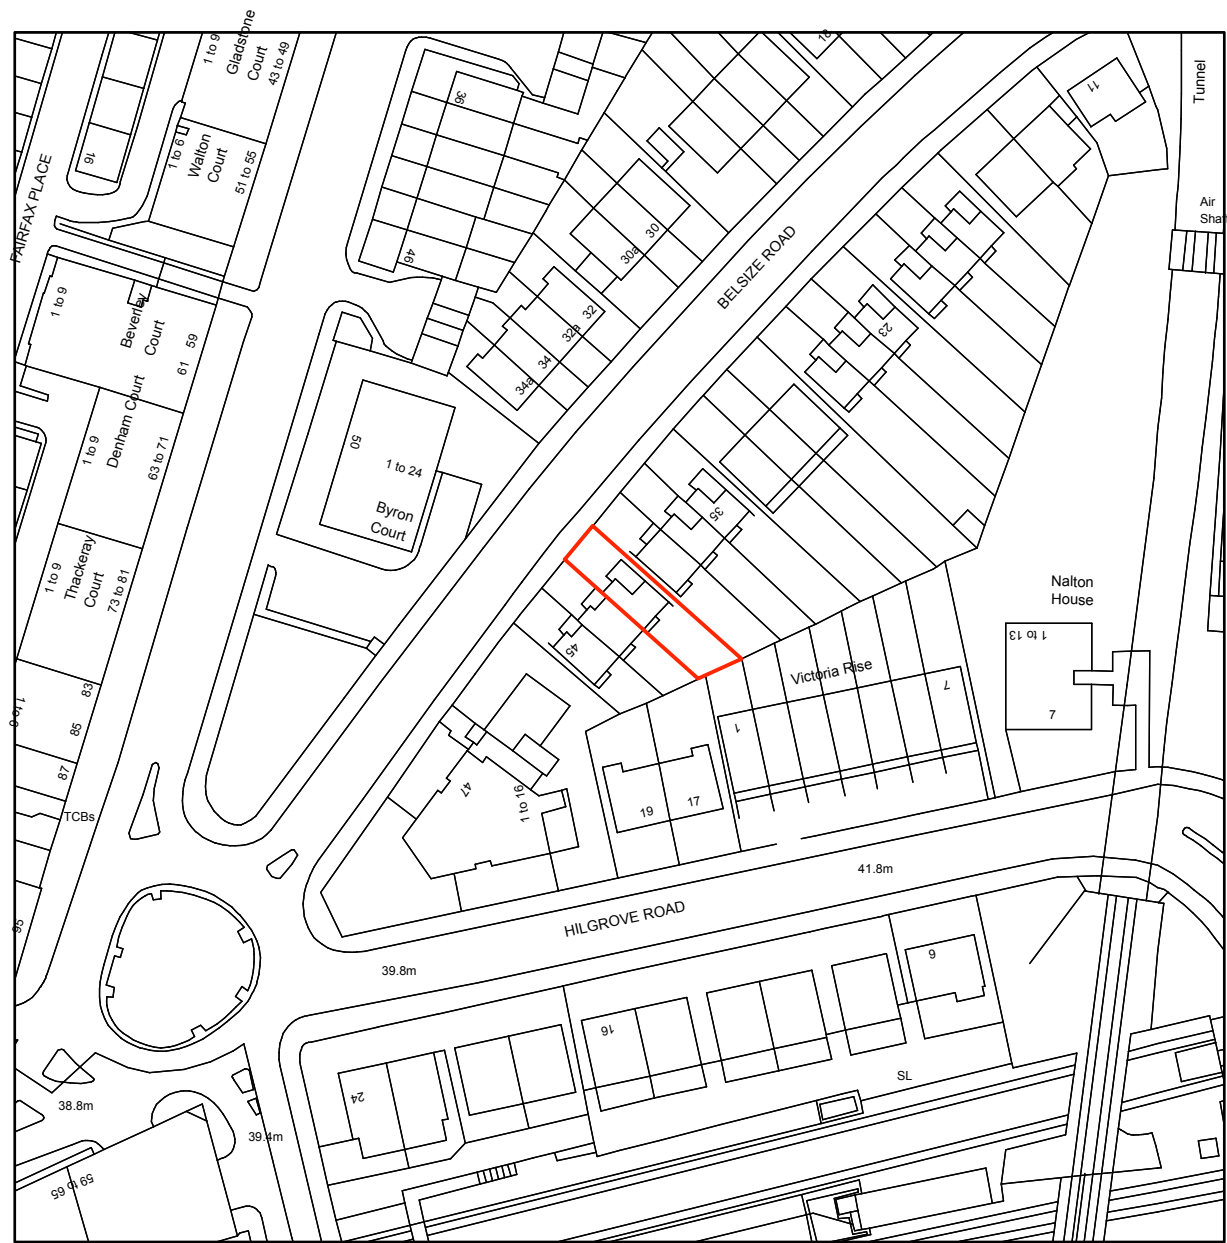 1 to 9
Gladstone
Court
43 to 49
18
Tunnel
16
1 to 6
Walton
Court
51 to 55
36
11
FAIRFAX PLACE
46
30
30a
BELSIZE ROAD
Air
1 to 9
Beverley
Court
59
61
32
32a
34
34a
23
1 to 9
Denham Court
63 to 71
50
1 to 24
Byron
Court
35
1 to 9
Thackeray
Court
73 to 81
Nalton
House
1 to 13
7
45
Victoria Rise
1
7
83
85
87
TCBs
47
1 to 16
19
17
41.8m
HILGROVE ROAD
39.8m
95
9
16
24
SL
38.8m
39.4m
59 to 65